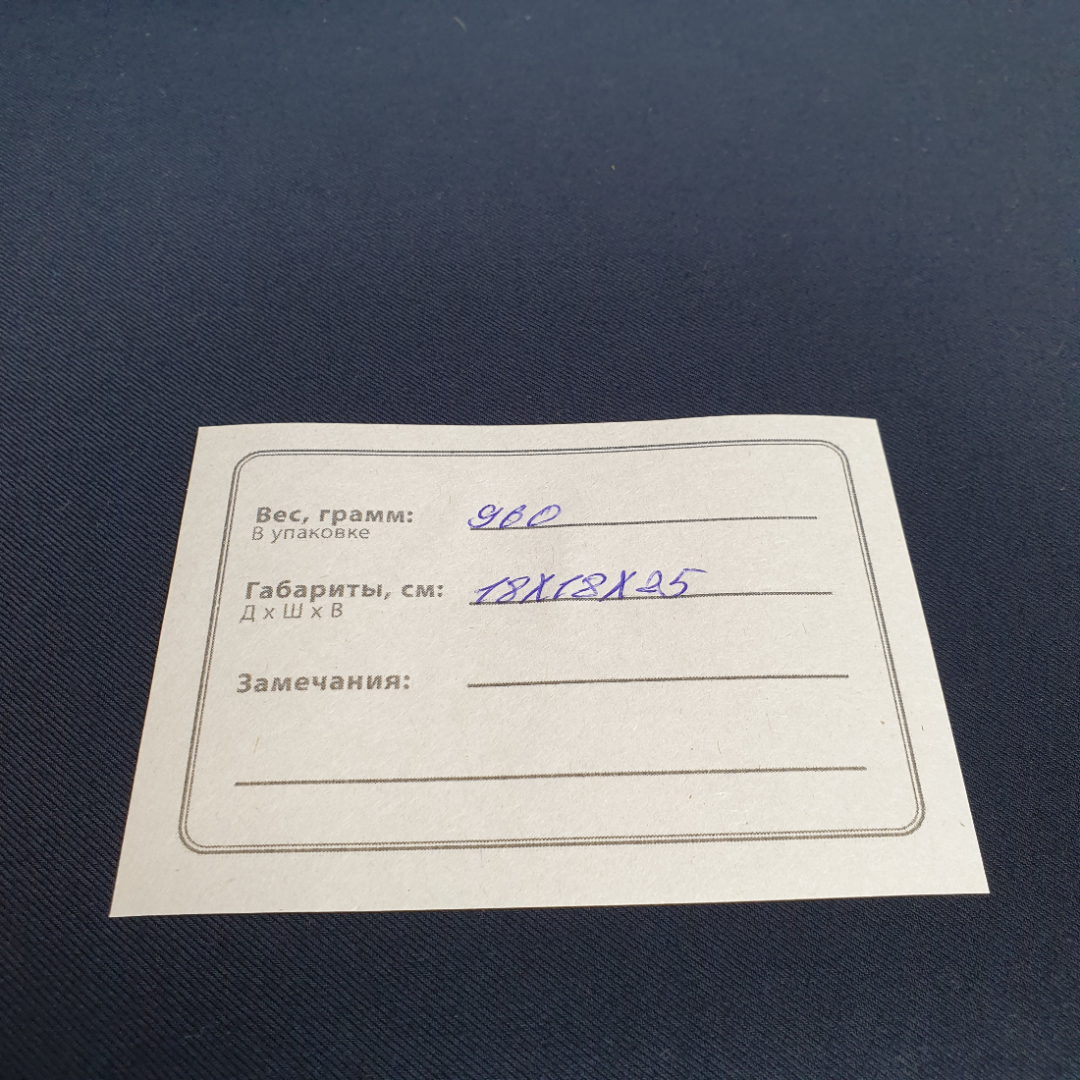 Вес, грамм: 960
В упаковке
Габариты, см: 18X18X25
Д x Ш x В
Замечания: